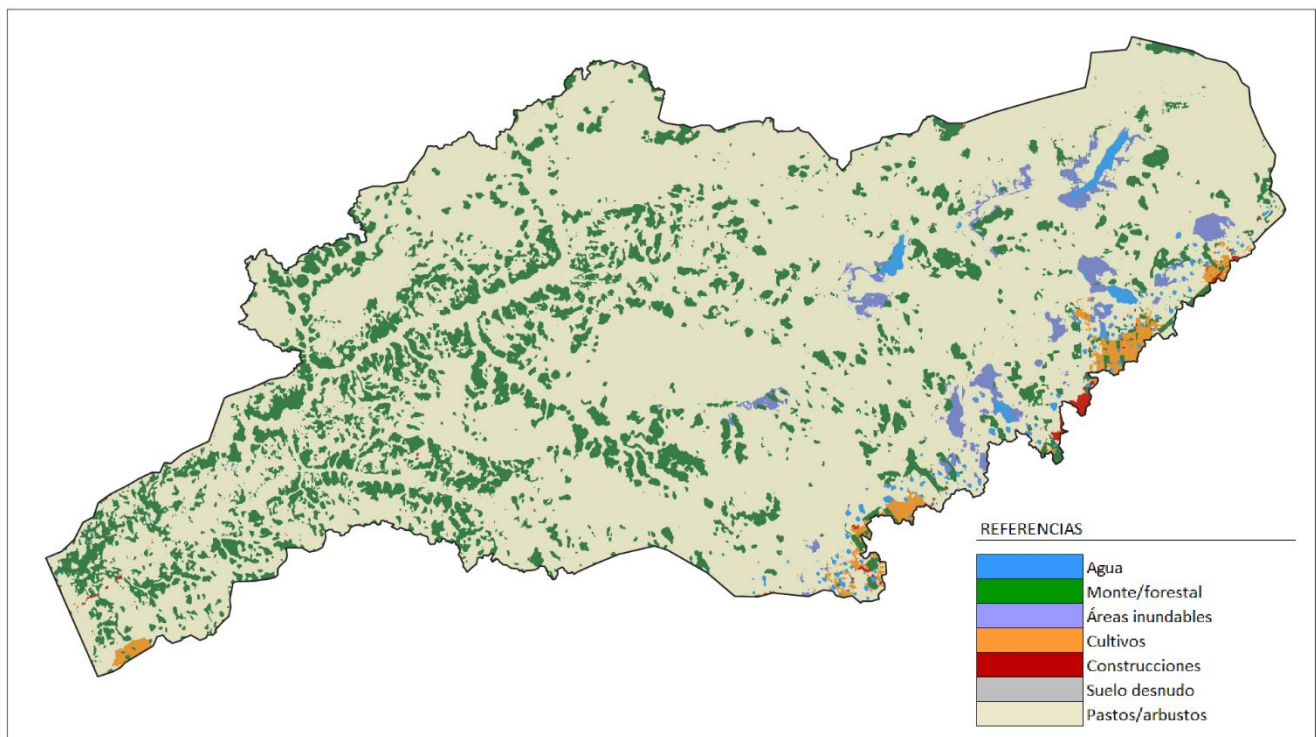 REFERENCIAS
Agua
Monte/forestal
Áreas inundables
Cultivos
Construcciones
Suelo desnudo
Pastos/arbustos